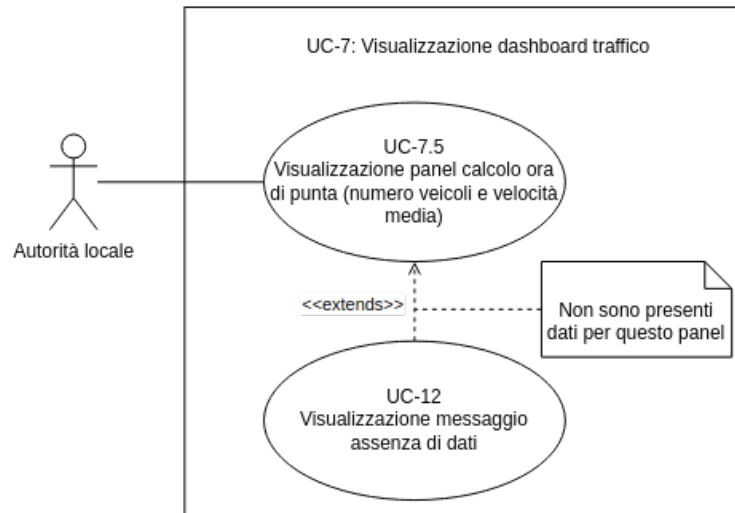 UC-7: Visualizzazione dashboard traffico
UC-7.5
Visualizzazione panel calcolo ora
di punta (numero veicoli e velocità
media)
Autorità locale
<<extends>>
Non sono presenti
dati per questo panel
UC-12
Visualizzazione messaggio
assenza di dati